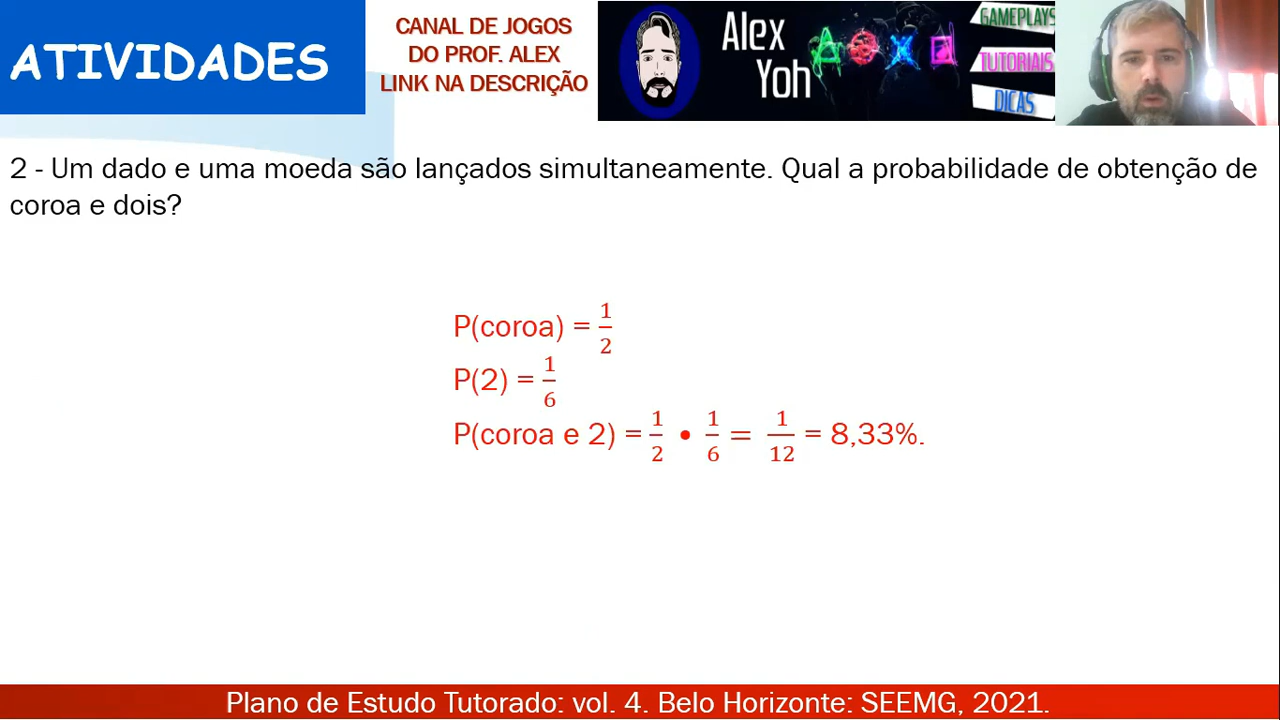 ATIVIDADES
CANAL DE JOGOS
DO PROF. ALEX
LINK NA DESCRIÇÃO
Alex
Yoh
GAMEPLAYS
TUTORIAIS
DICAS
2 - Um dado e uma moeda são lançados simultaneamente. Qual a probabilidade de obtenção de
coroa e dois?
P(coroa) = 1/2
P(2) = 1/6
P(coroa e 2) = 1/2 • 1/6 = 1/12 = 8,33%.
Plano de Estudo Tutorado: vol. 4. Belo Horizonte: SEEMG, 2021.